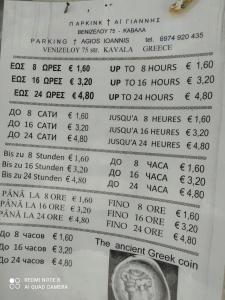 ΠΑΡΚΙΝΚ † ΑΪ ΓΙΑΝΝΗΣ
ΒΕΝΙΖΕΛΟΥ 75 - ΚΑΒΑΛΑ
PARKING † AGIOS IOANNIS tel. 6974 920 435
VENIZELOY 75 str. KAVALA GREECE
ΕΩΣ 8 ΩΡΕΣ € 1,60
ΕΩΣ 16 ΩΡΕΣ € 3,20
ΕΩΣ 24 ΩΡΕΣ € 4,80
UP TO 8 HOURS € 1,60
UP TO 16 HOURS € 3,20
UP TO 24 HOURS € 4,80
ДО 8 САТИ € 1,60
ДО 16 САТИ € 3,20
ДО 24 САТИ € 4,80
JUSQU'A 8 HEURES € 1,60
JUSQU'A 16 HEURES € 3,20
JUSQU'A 24 HEURES € 4,80
Bis zu 8 Stunden € 1,60
Bis zu 16 Stunden € 3,20
Bis zu 24 Stunden € 4,80
ДО 8 ЧАСА € 1,60
ДО 16 ЧАСА € 3,20
ДО 24 ЧАСА € 4,80
PÂNĂ LA 8 ORE € 1,60
PÂNĂ LA 16 ORE € 3,20
PÂNĂ LA 24 ORE € 4,80
FINO 8 ORE € 1,60
FINO 16 ORE € 3,20
FINO 24 ORE € 4,80
До 8 часов € 1,60
До 16 часов € 3,20
До 24 часов € 4,80
The ancient Greek coin
REDMI NOTE 8
AI QUAD CAMERA